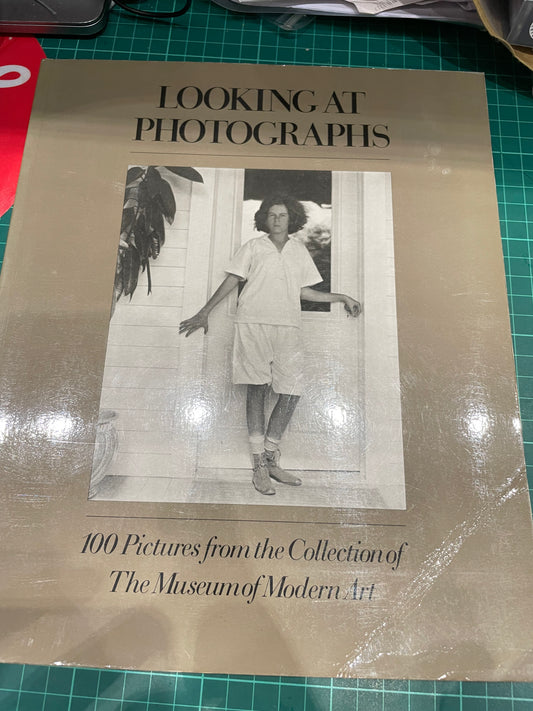 LOOKING AT
PHOTOGRAPHS
100 Pictures from the Collection of
The Museum of Modern Art